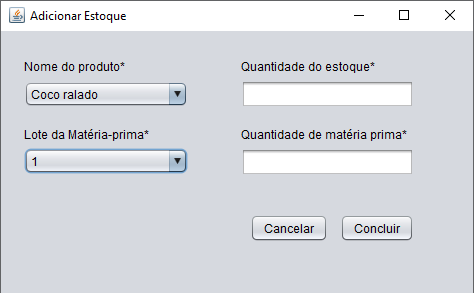 Adicionar Estoque
Nome do produto*
Quantidade do estoque*
Coco ralado
Lote da Matéria-prima*
Quantidade de matéria prima*
1
Cancelar
Concluir